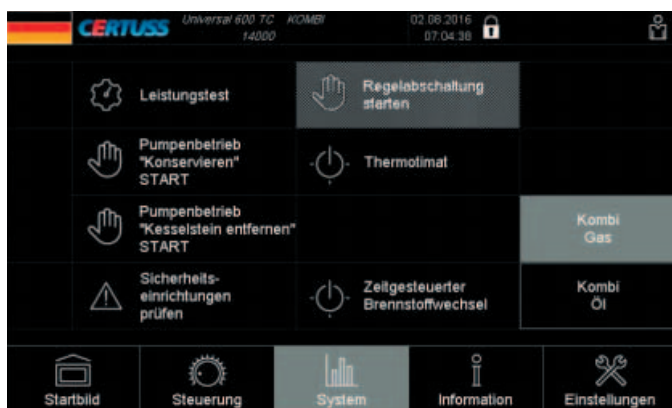 CERTUSS
Universal 600 TC KOMBI
14000
02.08.2016
07:04:38
Leistungstest
Regelabschaltung
starten
Pumpenbetrieb
"Konservieren"
START
Thermotimat
Pumpenbetrieb
"Kesselstein entfernen"
START
Kombi
Gas
Sicherheits-
einrichtungen
prüfen
Zeitgesteuerter
Brennstoffwechsel
Kombi
Öl
Startbild
Steuerung
System
Information
Einstellungen